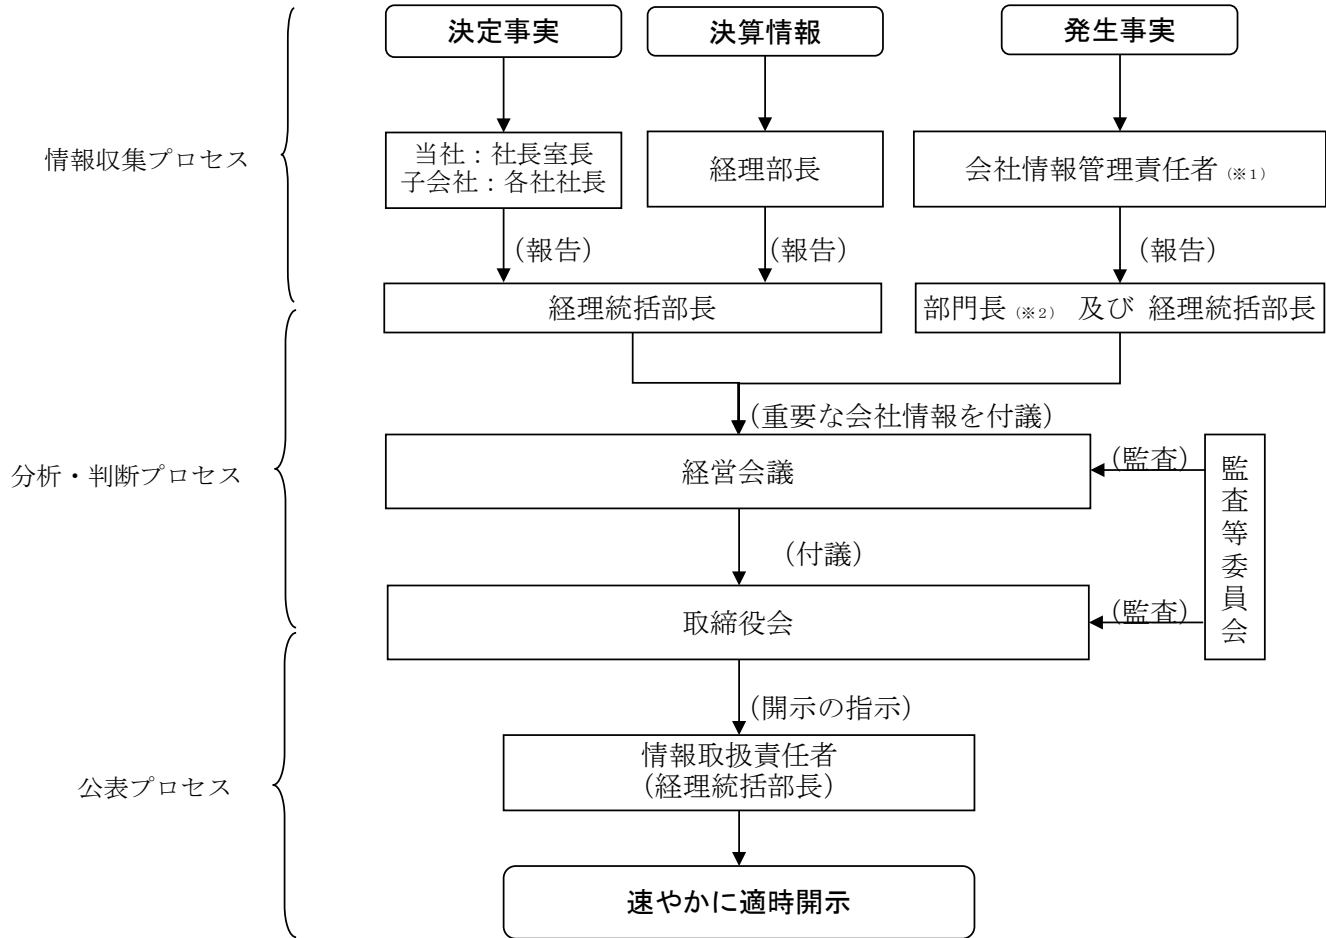 決定事実
決算情報
発生事実
情報収集プロセス
当社：社長室長
子会社：各社社長
経理部長
会社情報管理責任者（※1）
（報告）
（報告）
（報告）
経理統括部長
部門長（※2） 及び 経理統括部長
（重要な会社情報を付議）
分析・判断プロセス
経営会議
（監査）
監査等委員会
（付議）
取締役会
（監査）
（開示の指示）
公表プロセス
情報取扱責任者
（経理統括部長）
速やかに適時開示